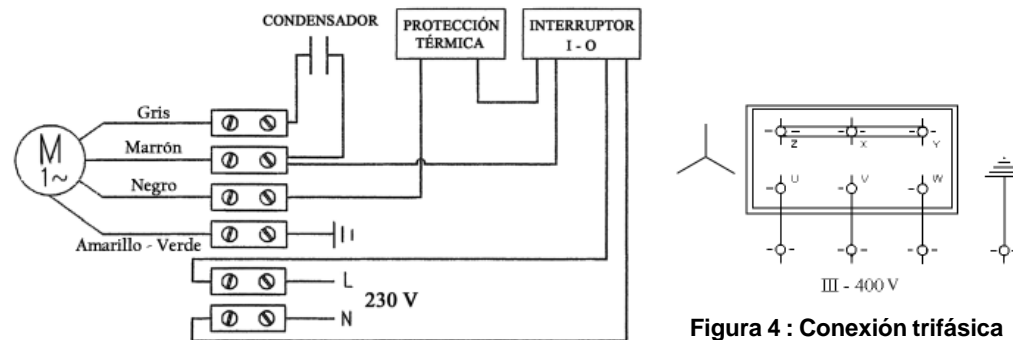 CONDENSADOR
PROTECCIÓN
TÉRMICA
INTERRUPTOR
I - O
Gris
M
1~
Marrón
Negro
Amarillo - Verde
L
230 V
N
Z X Y
U V W
III - 400 V
Figura 4 : Conexión trifásica